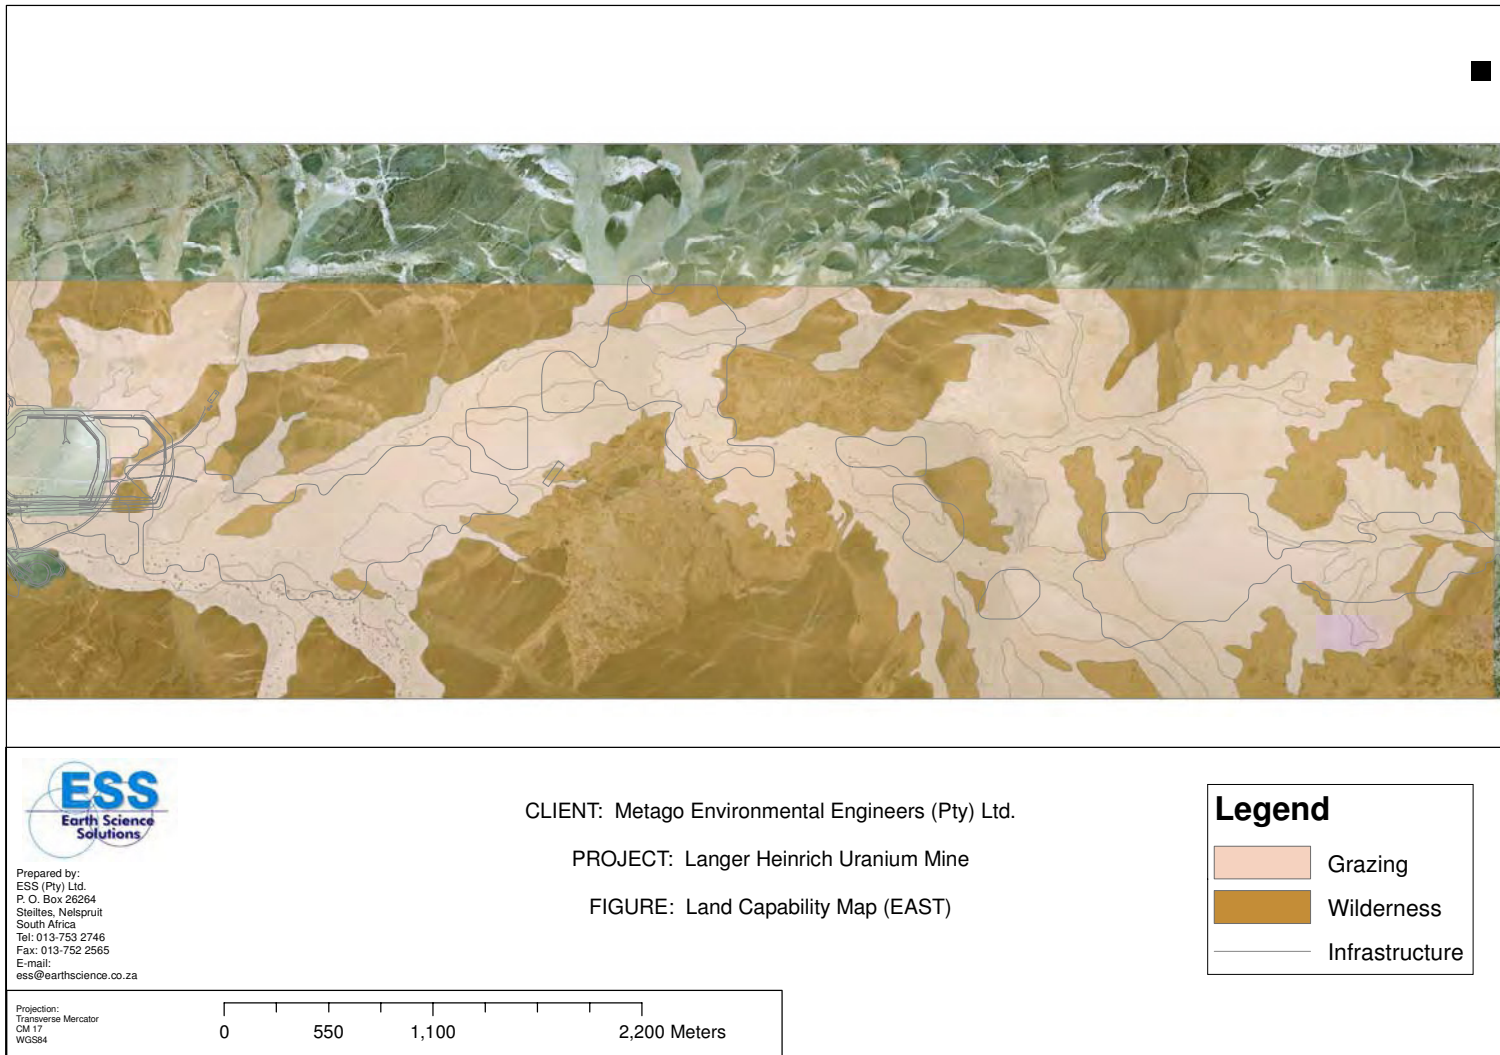 ESS
Earth Science
Solutions
Prepared by:
ESS (Pty) Ltd.
P. O. Box 26264
Steiltes, Nelspruit
South Africa
Tel: 013-753 2746
Fax: 013-752 2565
E-mail:
ess@earthscience.co.za
CLIENT: Metago Environmental Engineers (Pty) Ltd.
PROJECT: Langer Heinrich Uranium Mine
FIGURE: Land Capability Map (EAST)
Legend
Grazing
Wilderness
Infrastructure
Projection:
Transverse Mercator
CM 17
WGS84
0 550 1,100 2,200 Meters